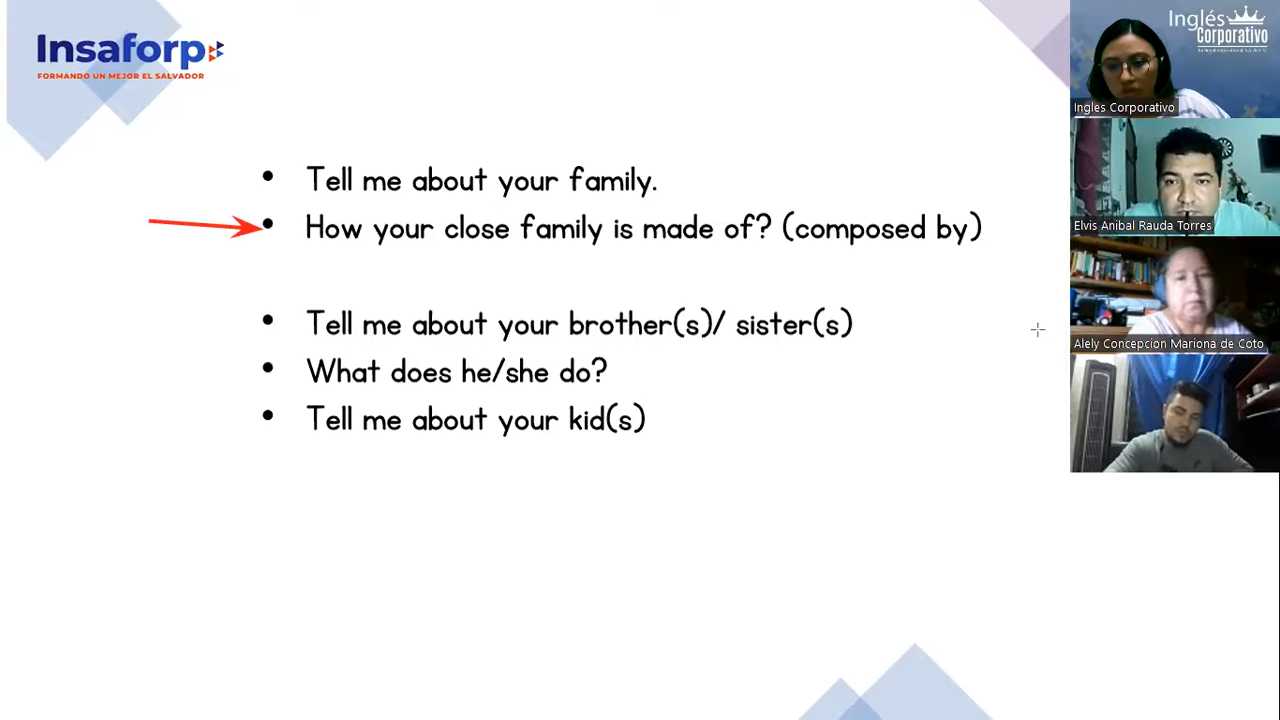 Insaforp
FORMANDO UN MEJOR EL SALVADOR
• Tell me about your family.
• How your close family is made of? (composed by)
• Tell me about your brother(s)/ sister(s)
• What does he/she do?
• Tell me about your kid(s)
Inglés
Corporativo
Ingles Corporativo
Elvis Anibal Rauda Torres
Alely Concepcion Mariona de Coto